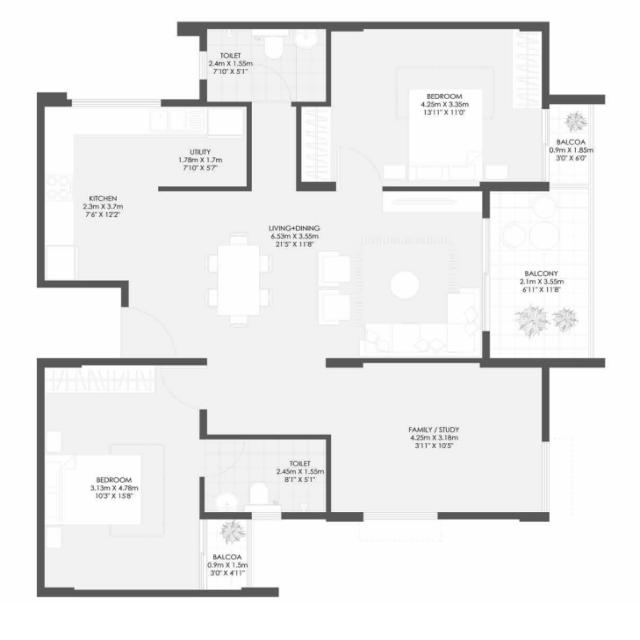 TOILET
2.4m X 1.55m
7'10" X 5'1"
BEDROOM
4.25m X 3.35m
13'11" X 11'0"
BALCOA
0.9m X 1.85m
3'0" X 6'0"
UTILITY
1.78m X 1.7m
7'10" X 5'7"
KITCHEN
2.3m X 3.7m
7'6" X 12'2"
LIVING+DINING
6.53m X 3.55m
21'5" X 11'8"
BALCONY
2.1m X 3.55m
6'11" X 11'8"
FAMILY / STUDY
4.25m X 3.18m
3'11" X 10'5"
TOILET
2.45m X 1.55m
8'1" X 5'1"
BEDROOM
3.13m X 4.78m
10'3" X 15'8"
BALCOA
0.9m X 1.5m
3'0" X 4'11"